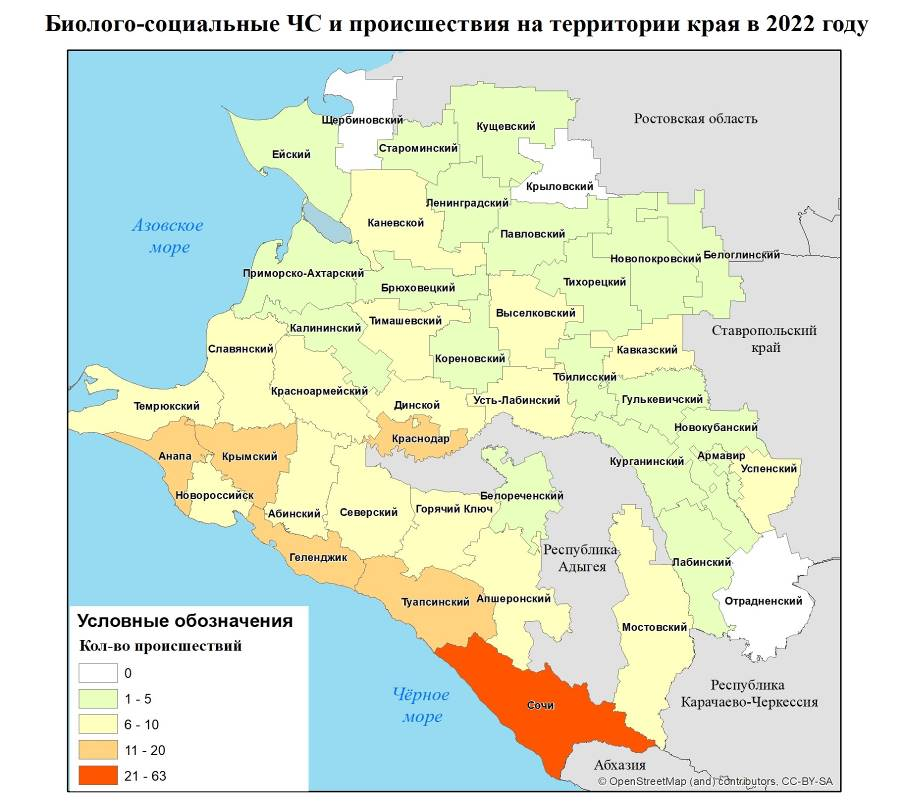 Биолого-социальные ЧС и происшествия на территории края в 2022 году
Щербиновский
Ростовская область
Кущевский
Староминский
Ейский
Крыловский
Ленинградский
Каневской
Азовское
море
Павловский
Новопокровский
Белоглинский
Приморско-Ахтарский
Тихорецкий
Брюховецкий
Выселковский
Тимашевский
Калининский
Ставропольский
край
Славянский
Кавказский
Кореновский
Тбилисский
Красноармейский
Гулькевичский
Усть-Лабинский
Динской
Темрюкский
Новокубанский
Краснодар
Анапа
Крымский
Армавир
Курганинский
Успенский
Новороссийск
Белореченский
Горячий Ключ
Абинский
Северский
Республика
Адыгея
Геленджик
Лабинский
Апшеронский
Туапсинский
Отрадненский
Мостовский
Республика
Карачаево-Черкессия
Чёрное
море
Сочи
Абхазия
Условные обозначения
Кол-во происшествий
0
1 - 5
6 - 10
11 - 20
21 - 63
© OpenStreetMap (and) contributors, CC-BY-SA